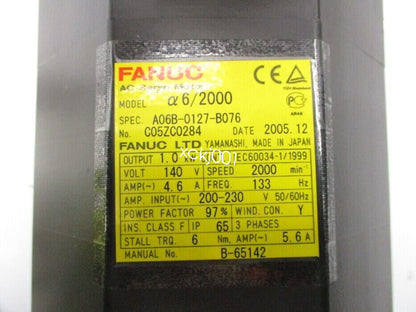 FANUC
AC Servo Motor
MODEL α6/2000
SPEC. A06B-0127-B076
No. C05ZC0284 DATE 2005.12
FANUC LTD YAMANASHI, MADE IN JAPAN
OUTPUT 1.0 IEC60034-1/1999
VOLT 140 V SPEED 2000 min⁻¹
AMP(~) 4.6 A FREQ. 133 Hz
AMP. INPUT(~) 200-230 V 50/60Hz
POWER FACTOR 97% WIND.CON. Y
INS. CLASS F IP 65 3 PHASES
STALL TRQ. 6 Nm, AMP(~) 5.6 A
MANUAL No. B-65142
CE
xckj001